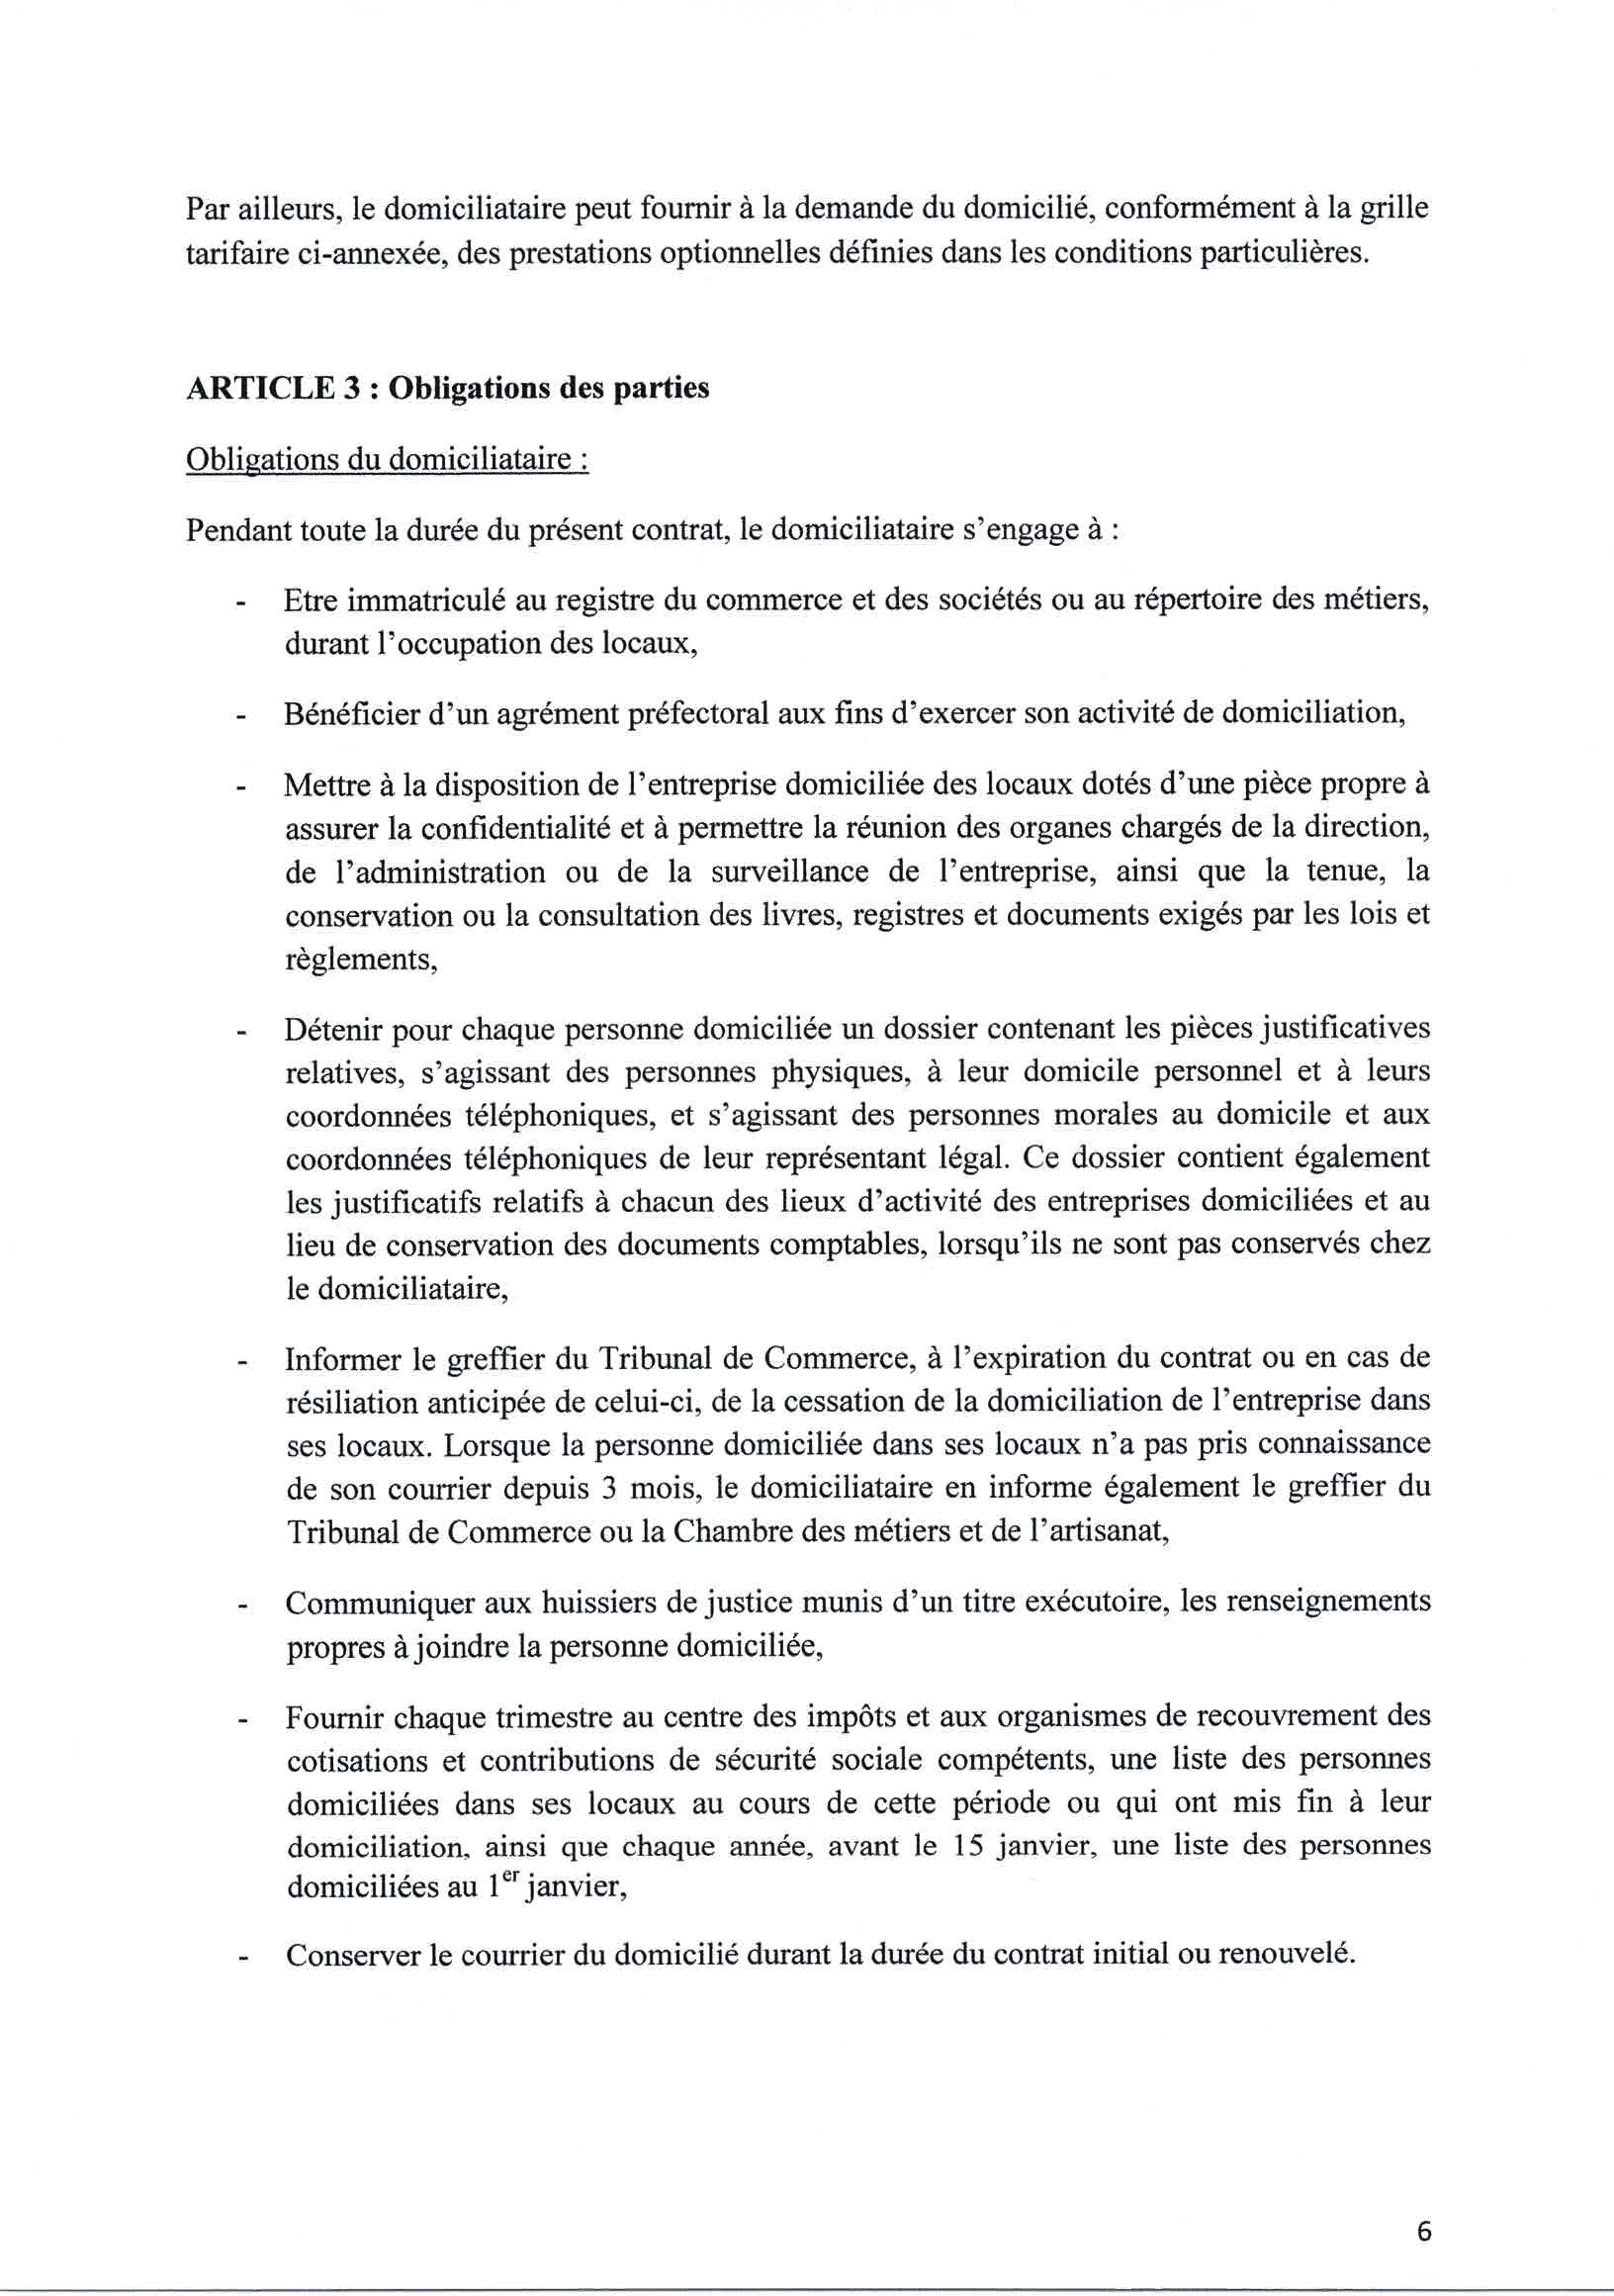 Par ailleurs, le domiciliataire peut fournir à la demande du domicilié, conformément à la grille
tarifaire ci-annexée, des prestations optionnelles définies dans les conditions particulières.
ARTICLE 3 : Obligations des parties
Obligations du domiciliataire :
Pendant toute la durée du présent contrat, le domiciliataire s'engage à :
- Etre immatriculé au registre du commerce et des sociétés ou au répertoire des métiers,
durant l'occupation des locaux,
- Bénéficier d'un agrément préfectoral aux fins d'exercer son activité de domiciliation,
- Mettre à la disposition de l'entreprise domiciliée des locaux dotés d'une pièce propre à
assurer la confidentialité et à permettre la réunion des organes chargés de la direction,
de l'administration ou de la surveillance de l'entreprise, ainsi que la tenue, la
conservation ou la consultation des livres, registres et documents exigés par les lois et
règlements,
- Détenir pour chaque personne domiciliée un dossier contenant les pièces justificatives
relatives, s'agissant des personnes physiques, à leur domicile personnel et à leurs
coordonnées téléphoniques, et s'agissant des personnes morales au domicile et aux
coordonnées téléphoniques de leur représentant légal. Ce dossier contient également
les justificatifs relatifs à chacun des lieux d'activité des entreprises domiciliées et au
lieu de conservation des documents comptables, lorsqu'ils ne sont pas conservés chez
le domiciliataire,
- Informer le greffier du Tribunal de Commerce, à l'expiration du contrat ou en cas de
résiliation anticipée de celui-ci, de la cessation de la domiciliation de l'entreprise dans
ses locaux. Lorsque la personne domiciliée dans ses locaux n'a pas pris connaissance
de son courrier depuis 3 mois, le domiciliataire en informe également le greffier du
Tribunal de Commerce ou la Chambre des métiers et de l'artisanat,
- Communiquer aux huissiers de justice munis d'un titre exécutoire, les renseignements
propres à joindre la personne domiciliée,
- Fournir chaque trimestre au centre des impôts et aux organismes de recouvrement des
cotisations et contributions de sécurité sociale compétents, une liste des personnes
domiciliées dans ses locaux au cours de cette période ou qui ont mis fin à leur
domiciliation, ainsi que chaque année, avant le 15 janvier, une liste des personnes
domiciliées au 1er janvier,
- Conserver le courrier du domicilié durant la durée du contrat initial ou renouvelé.
6